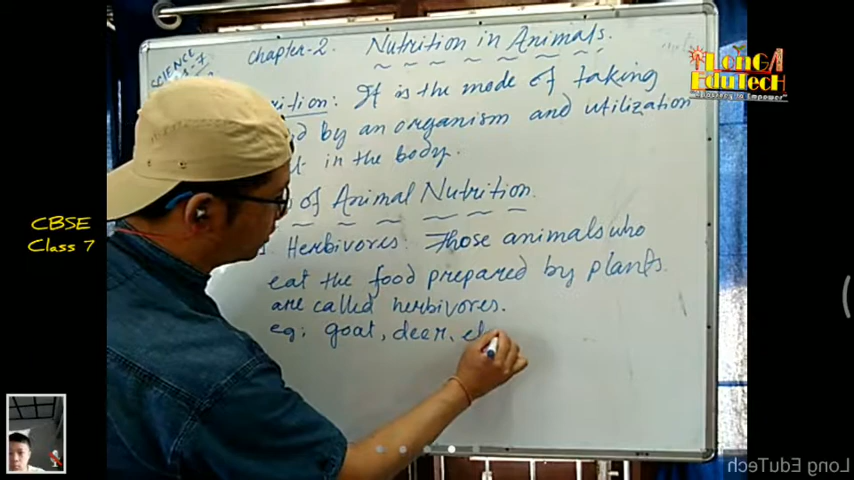 SCIENCE
Chapter-2. Nutrition in Animals.
It is the mode of taking
by an organism and utilization
in the body.
of Animal Nutrition.
Herbivores: Those animals who
eat the food prepared by plants.
are called herbivores.
eg: goat, deer,
LonG
EduTecH
CBSE
Class 7
Long EduTech